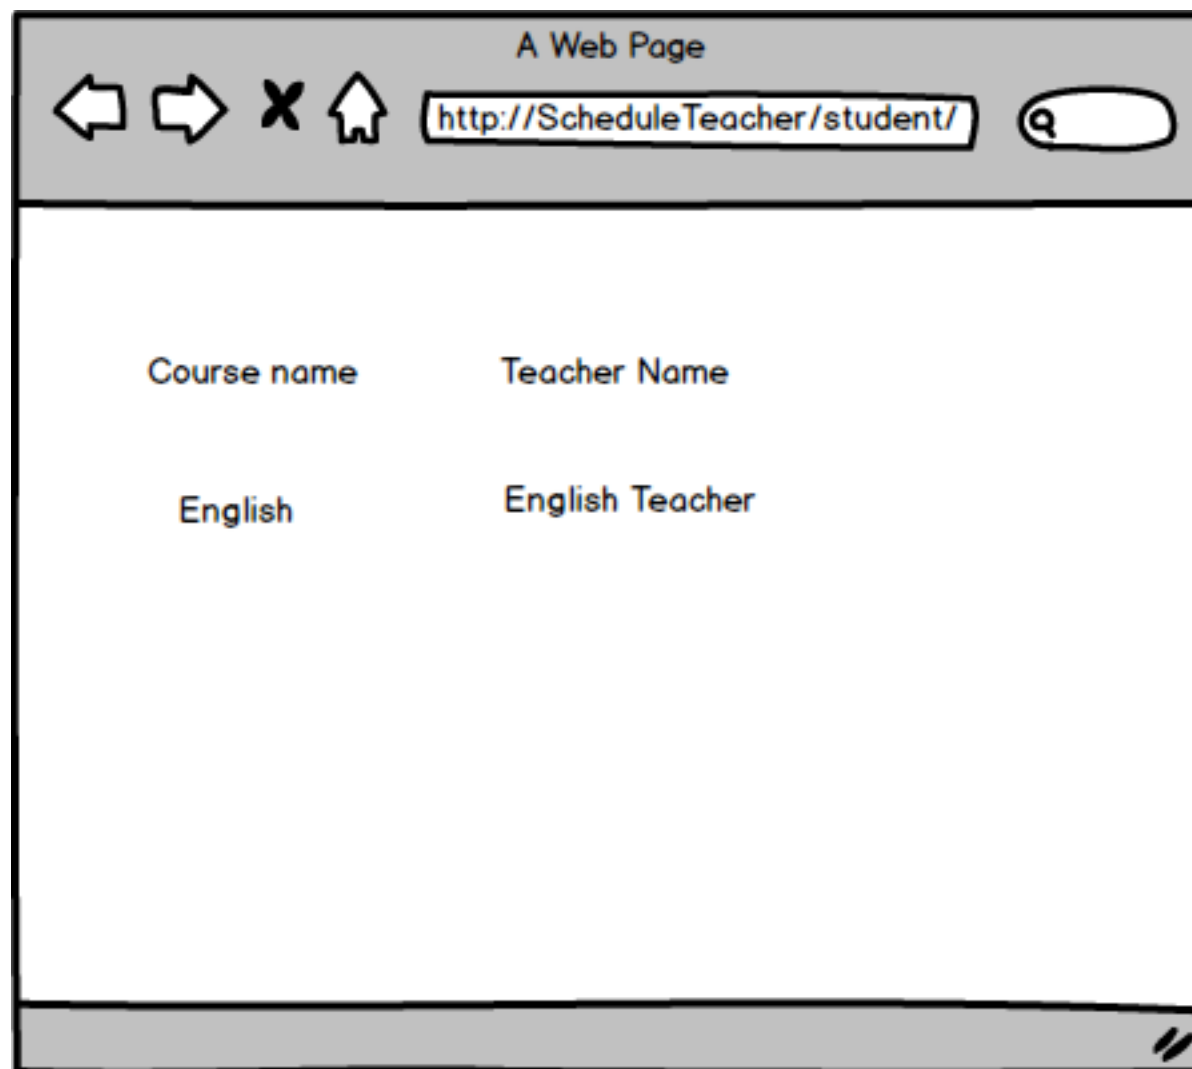 A Web Page
http://ScheduleTeacher/student/
Course name Teacher Name
English English Teacher